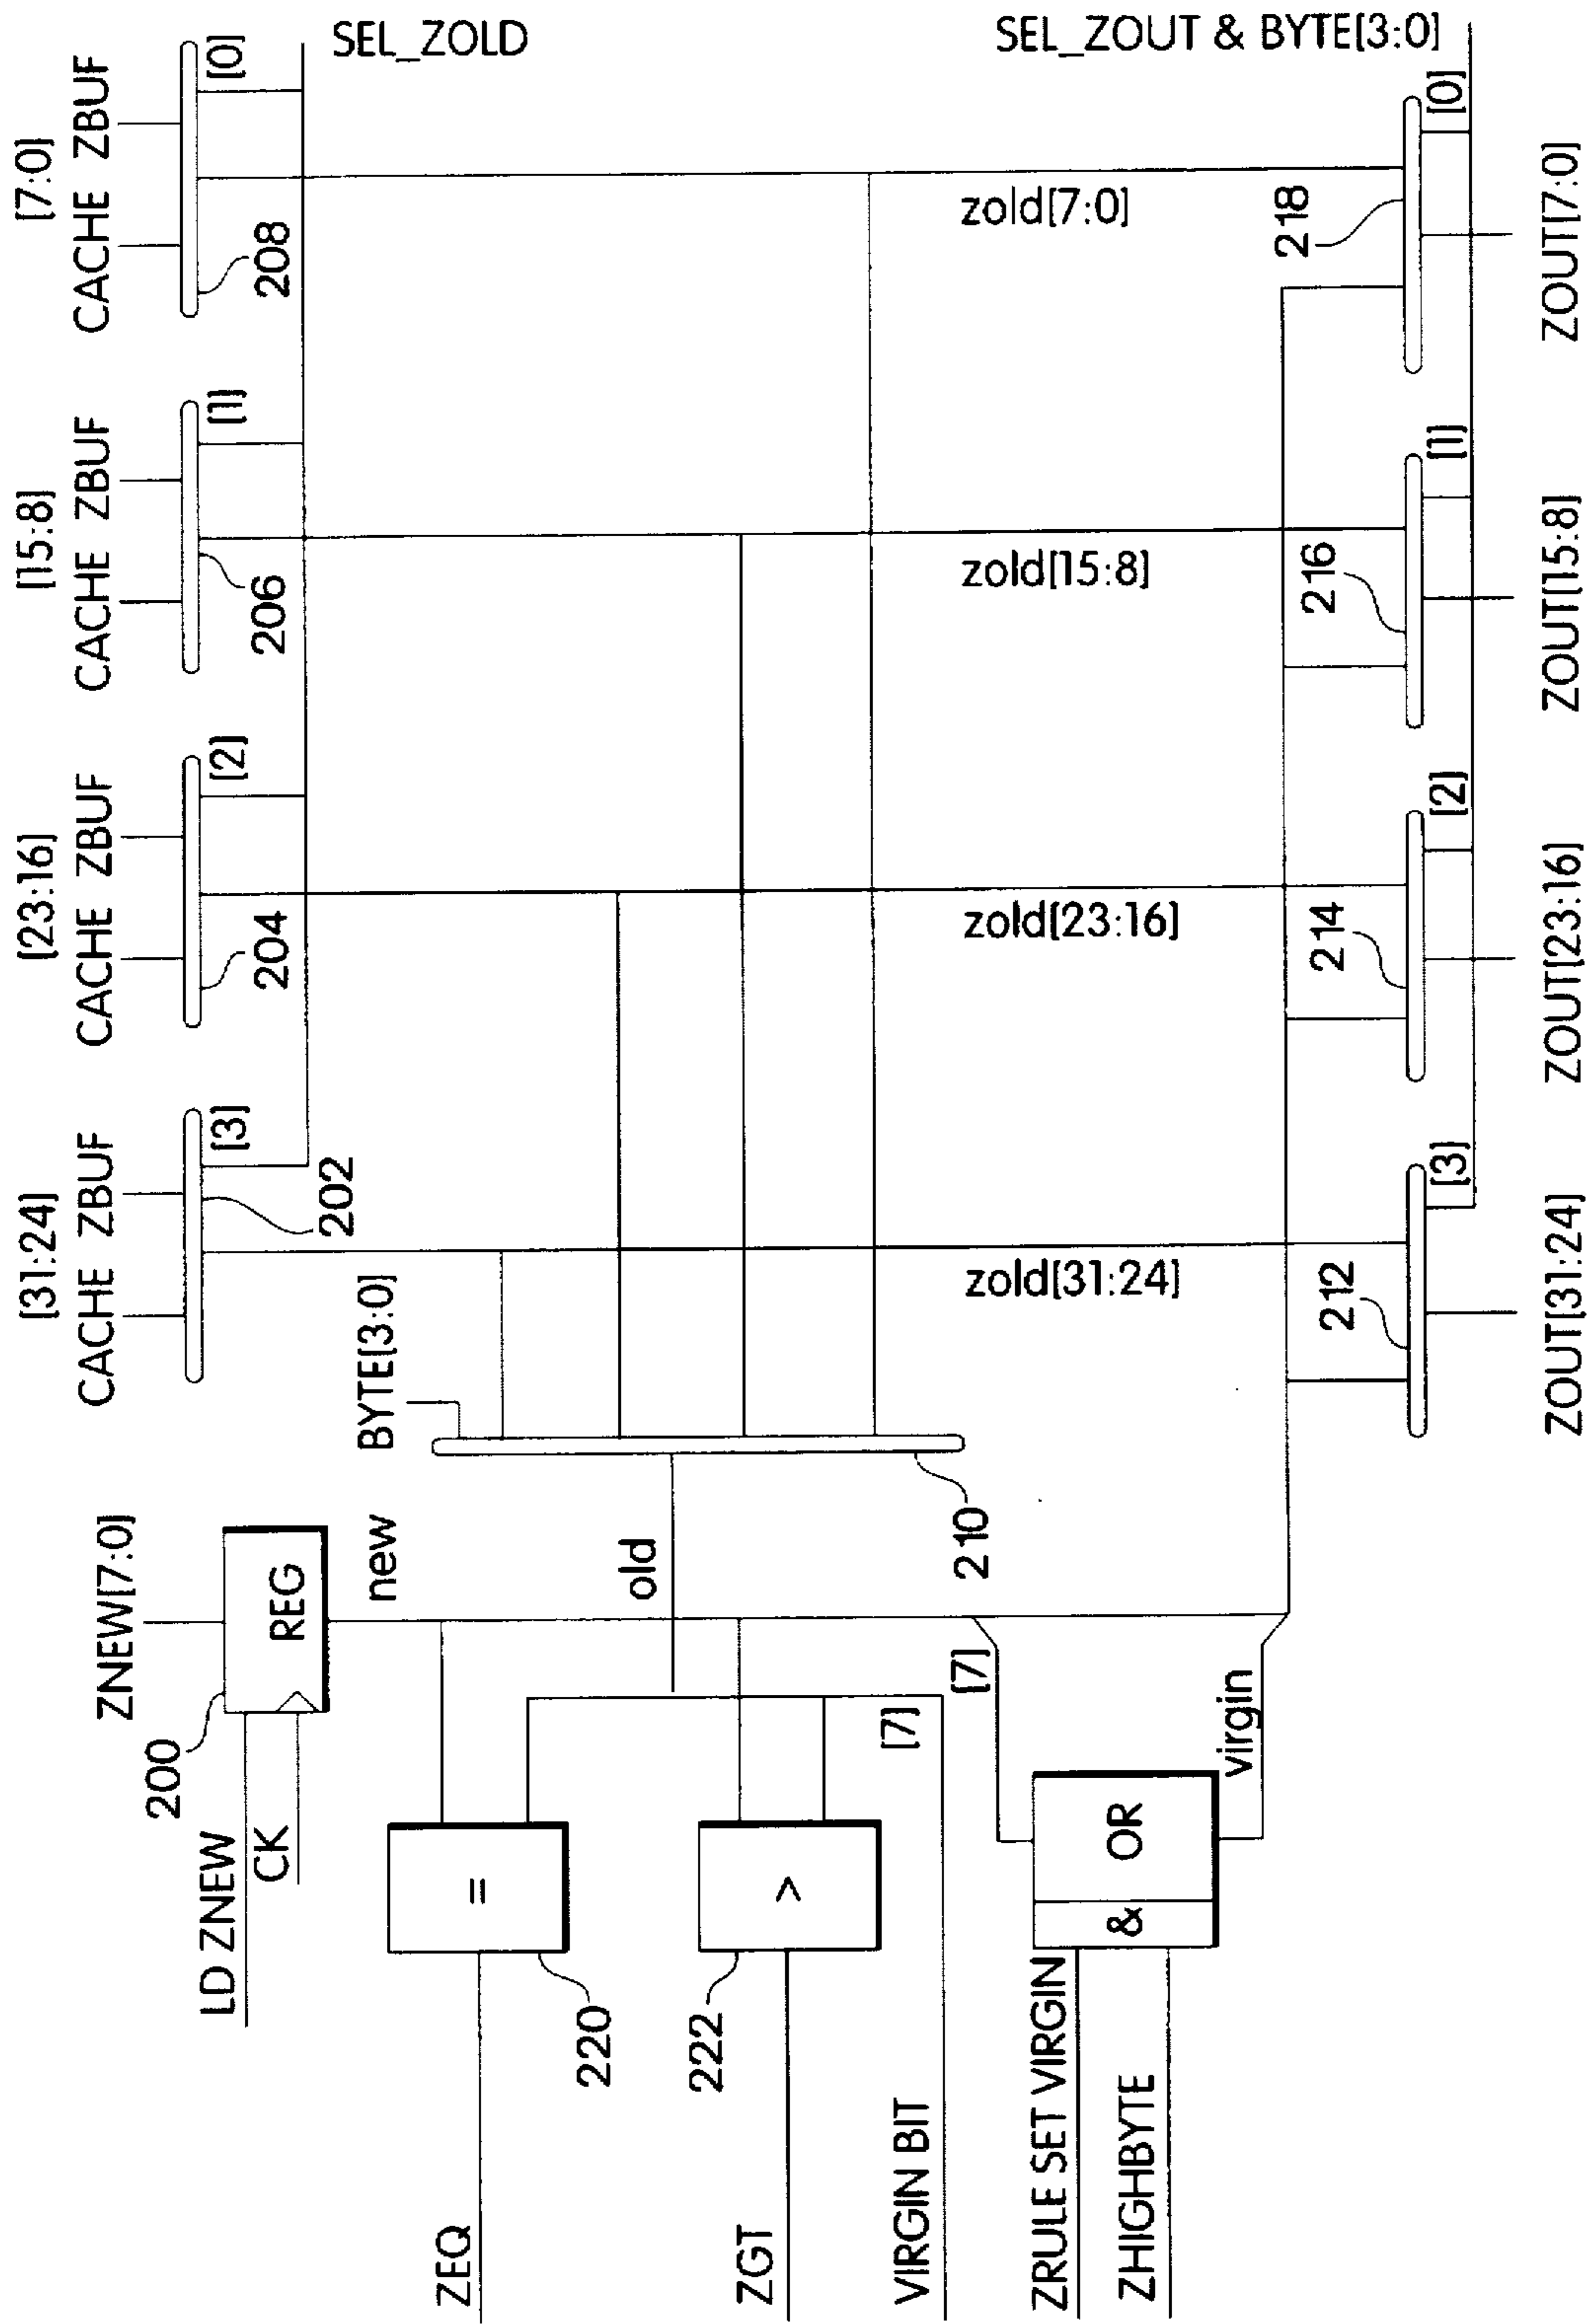 [31:24]
[23:16]
[15:8]
[7:0]
ZNEW[7:0]
CACHE ZBUF
CACHE ZBUF
CACHE ZBUF
CACHE ZBUF
200
LD ZNEW
CK
REG
[3]
[2]
[1]
[0]
202
204
206
208
SEL_ZOLD
new
BYTE[3:0]
=
ZEQ
220
old
>
ZGT
222
[7]
VIRGIN BIT
210
[7]
zold[31:24]
zold[23:16]
zold[15:8]
zold[7:0]
ZRULE SET VIRGIN
ZHIGHBYTE
&
OR
virgin
212
214
216
218
SEL_ZOUT & BYTE[3:0]
[3]
[2]
[1]
[0]
ZOUT[31:24]
ZOUT[23:16]
ZOUT[15:8]
ZOUT[7:0]